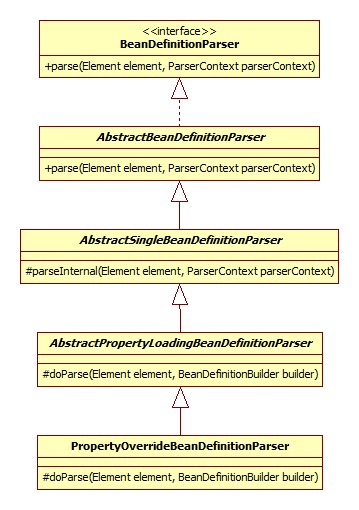 <<interface>>
BeanDefinitionParser
+parse(Element element, ParserContext parserContext)
AbstractBeanDefinitionParser
+parse(Element element, ParserContext parserContext)
AbstractSingleBeanDefinitionParser
#parseInternal(Element element, ParserContext parserContext)
AbstractPropertyLoadingBeanDefinitionParser
#doParse(Element element, BeanDefinitionBuilder builder)
PropertyOverrideBeanDefinitionParser
#doParse(Element element, BeanDefinitionBuilder builder)